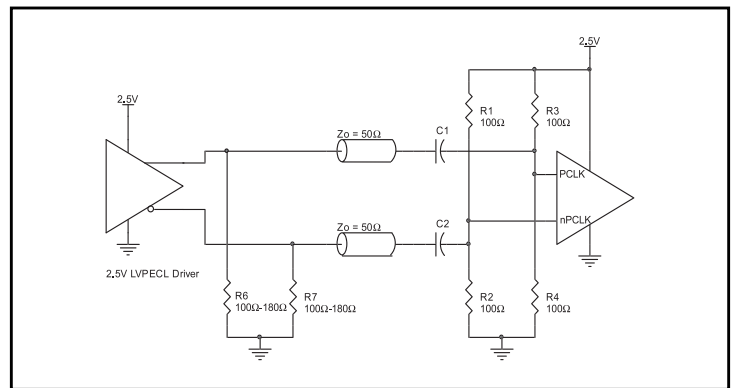 2.5V
2.5V
R1
100Ω
R3
100Ω
Zo = 50Ω
C1
PCLK
Zo = 50Ω
C2
nPCLK
2.5V LVPECL Driver
R6
100Ω-180Ω
R7
100Ω-180Ω
R2
100Ω
R4
100Ω